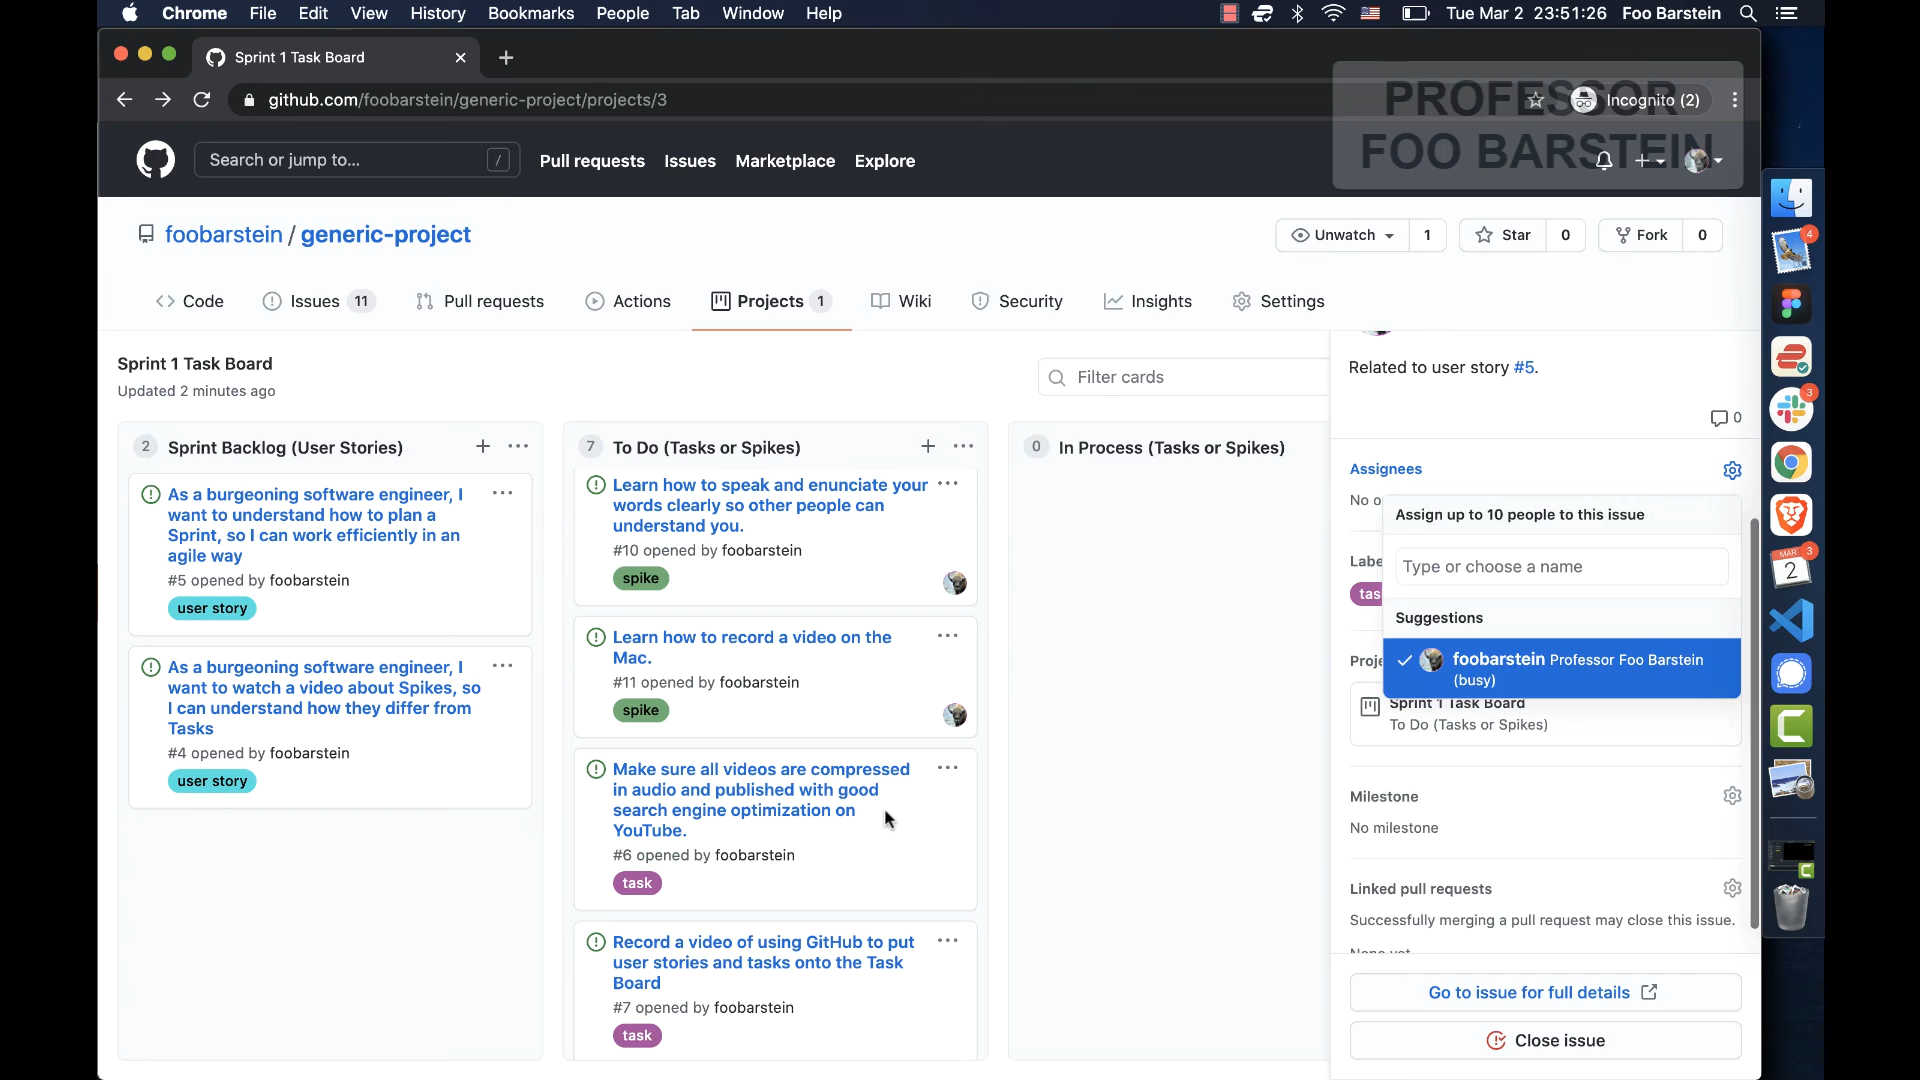 Chrome File Edit View History Bookmarks People Tab Window Help
Tue Mar 2 23:51:26 Foo Barstein
Sprint 1 Task Board
github.com/foobarstein/generic-project/projects/3
Incognito (2)
PROFESSOR
FOO BARSTEIN
Search or jump to... /
Pull requests Issues Marketplace Explore
foobarstein / generic-project
Unwatch 1 Star 0 Fork 0
Code Issues 11 Pull requests Actions Projects 1 Wiki Security Insights Settings
Sprint 1 Task Board
Updated 2 minutes ago
Filter cards
2 Sprint Backlog (User Stories)
As a burgeoning software engineer, I
want to understand how to plan a
Sprint, so I can work efficiently in an
agile way
#5 opened by foobarstein
user story
As a burgeoning software engineer, I
want to watch a video about Spikes, so
I can understand how they differ from
Tasks
#4 opened by foobarstein
user story
7 To Do (Tasks or Spikes)
Learn how to speak and enunciate your
words clearly so other people can
understand you.
#10 opened by foobarstein
spike
Learn how to record a video on the
Mac.
#11 opened by foobarstein
spike
Make sure all videos are compressed
in audio and published with good
search engine optimization on
YouTube.
#6 opened by foobarstein
task
Record a video of using GitHub to put
user stories and tasks onto the Task
Board
#7 opened by foobarstein
task
0 In Process (Tasks or Spikes)
Related to user story #5.
0
Assignees
No o
Assign up to 10 people to this issue
Type or choose a name
Suggestions
foobarstein Professor Foo Barstein
(busy)
Labe
tas
Proje
Sprint 1 Task Board
To Do (Tasks or Spikes)
Milestone
No milestone
Linked pull requests
Successfully merging a pull request may close this issue.
None yet
Go to issue for full details
Close issue
4
3
MAR 3
2